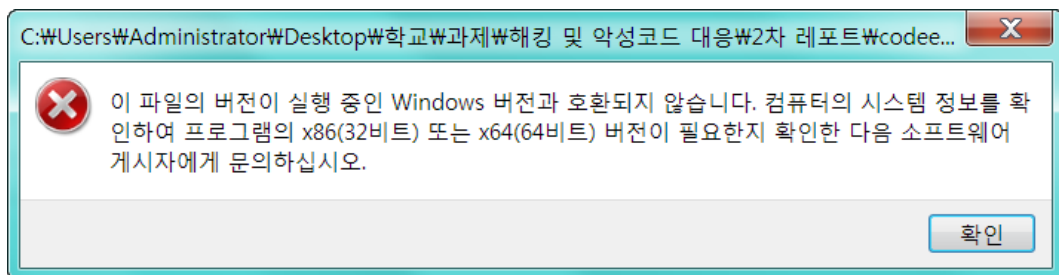 C:₩Users₩Administrator₩Desktop₩학교₩과제₩해킹 및 악성코드 대응₩2차 레포트₩codee...
이 파일의 버전이 실행 중인 Windows 버전과 호환되지 않습니다. 컴퓨터의 시스템 정보를 확
인하여 프로그램의 x86(32비트) 또는 x64(64비트) 버전이 필요한지 확인한 다음 소프트웨어
게시자에게 문의하십시오.
확인